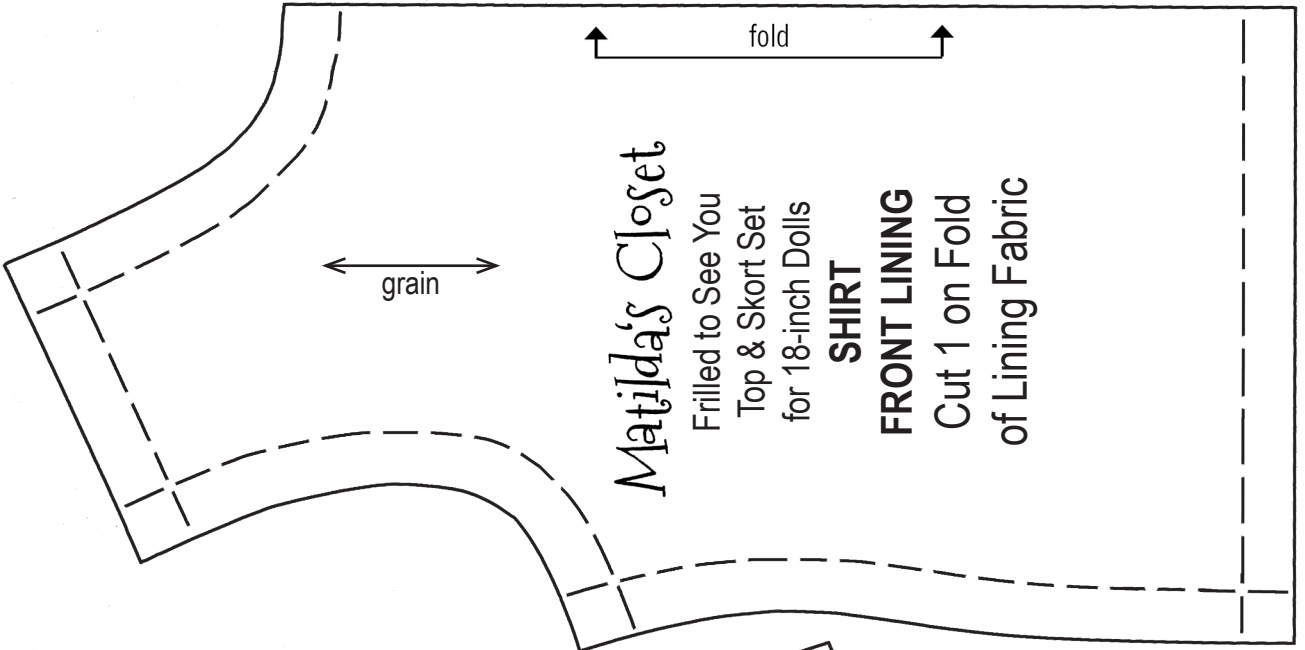 fold
grain
Matilda's Closet
Frilled to See You
Top & Skort Set
for 18-inch Dolls
SHIRT
FRONT LINING
Cut 1 on Fold
of Lining Fabric